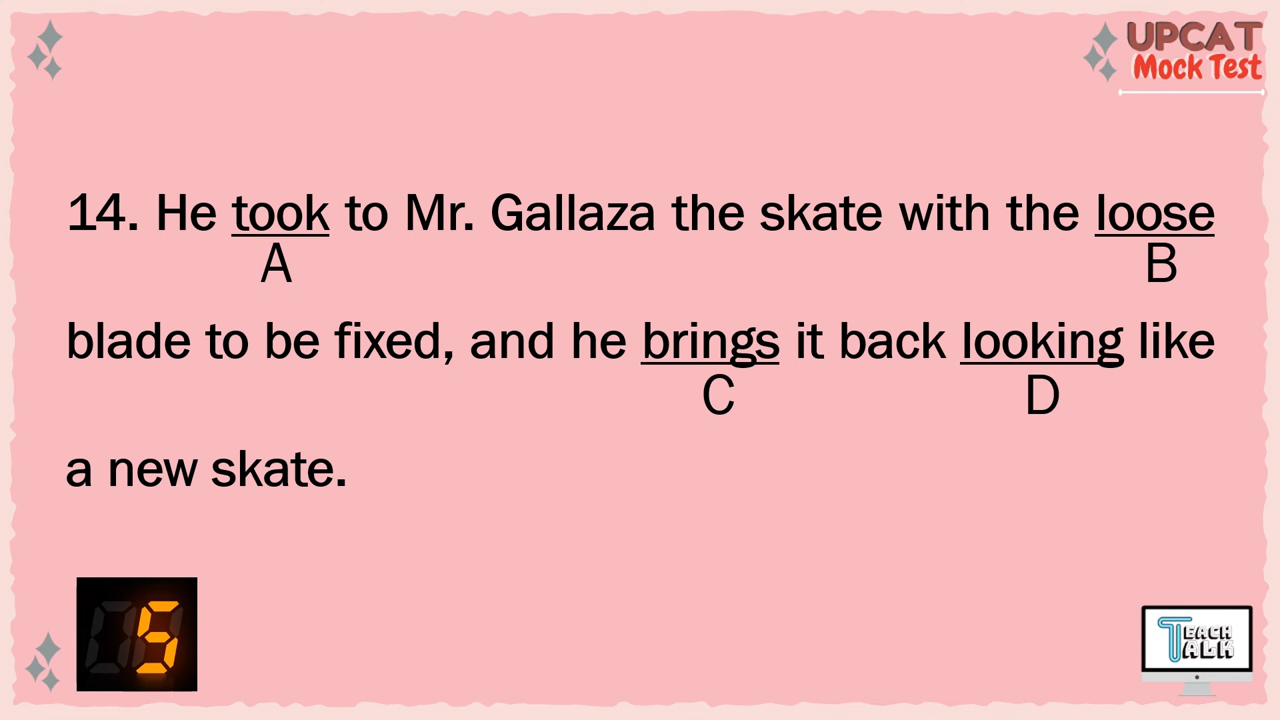 UPCAT
Mock Test
14. He took to Mr. Gallaza the skate with the loose
A B
blade to be fixed, and he brings it back looking like
C D
a new skate.
5
TEACH
TALK